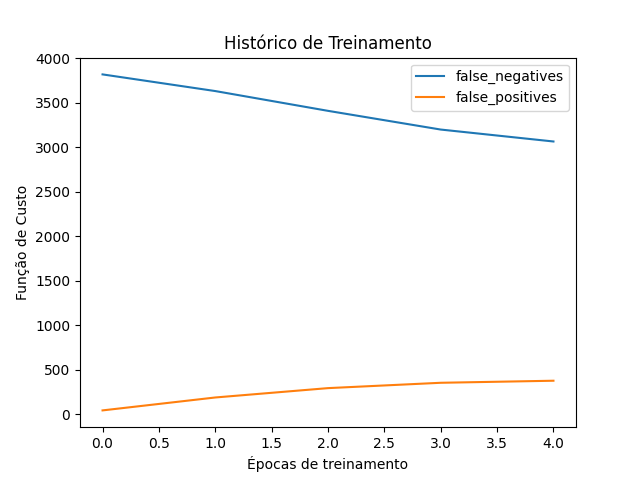 Histórico de Treinamento
4000
3500
3000
2500
2000
1500
1000
500
0
Função de Custo
false_negatives
false_positives
0.0 0.5 1.0 1.5 2.0 2.5 3.0 3.5 4.0
Épocas de treinamento